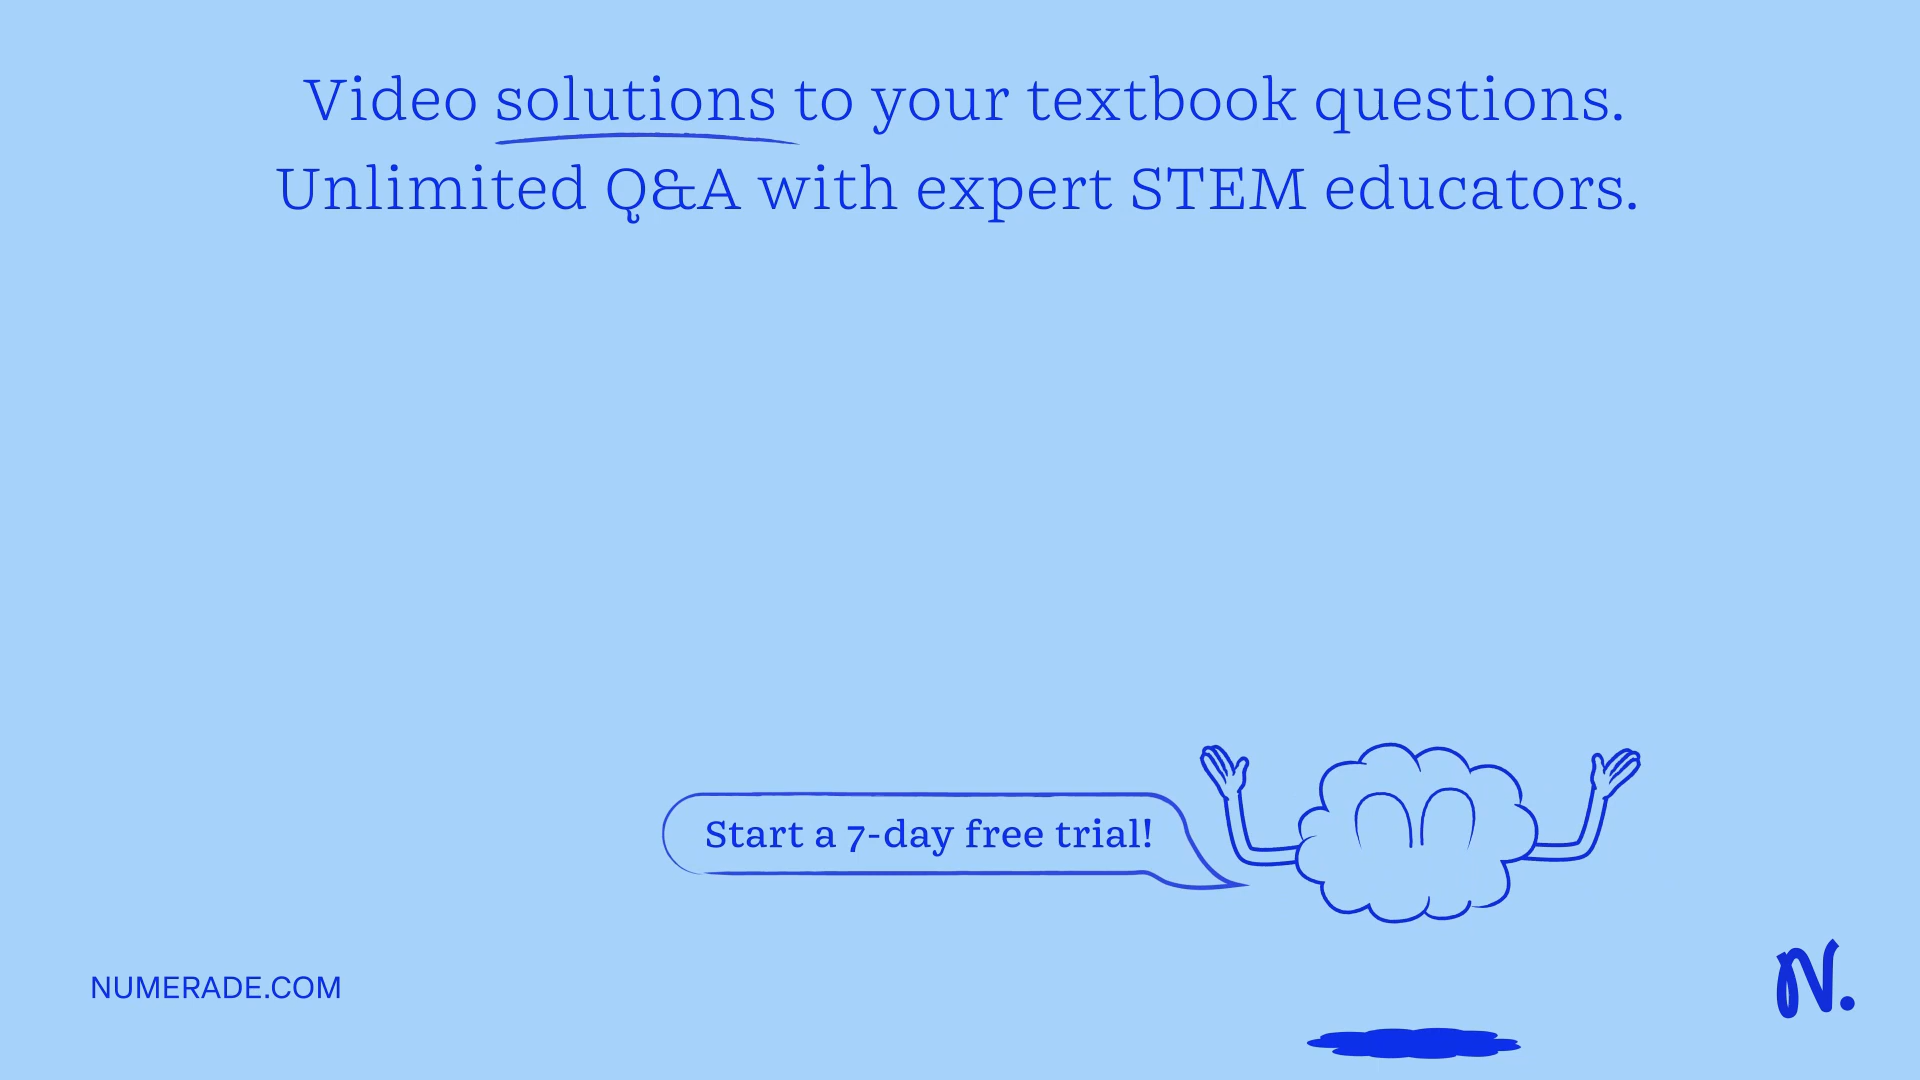 Video solutions to your textbook questions.
Unlimited Q&A with expert STEM educators.
Start a 7-day free trial!
NUMERADE.COM
N.